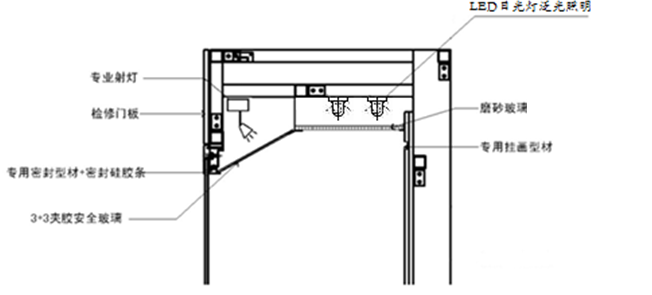 LED日光灯泛光照明
专业射灯
检修门板
磨砂玻璃
专用挂画型材
专用密封型材+密封硅胶条
3+3夹胶安全玻璃